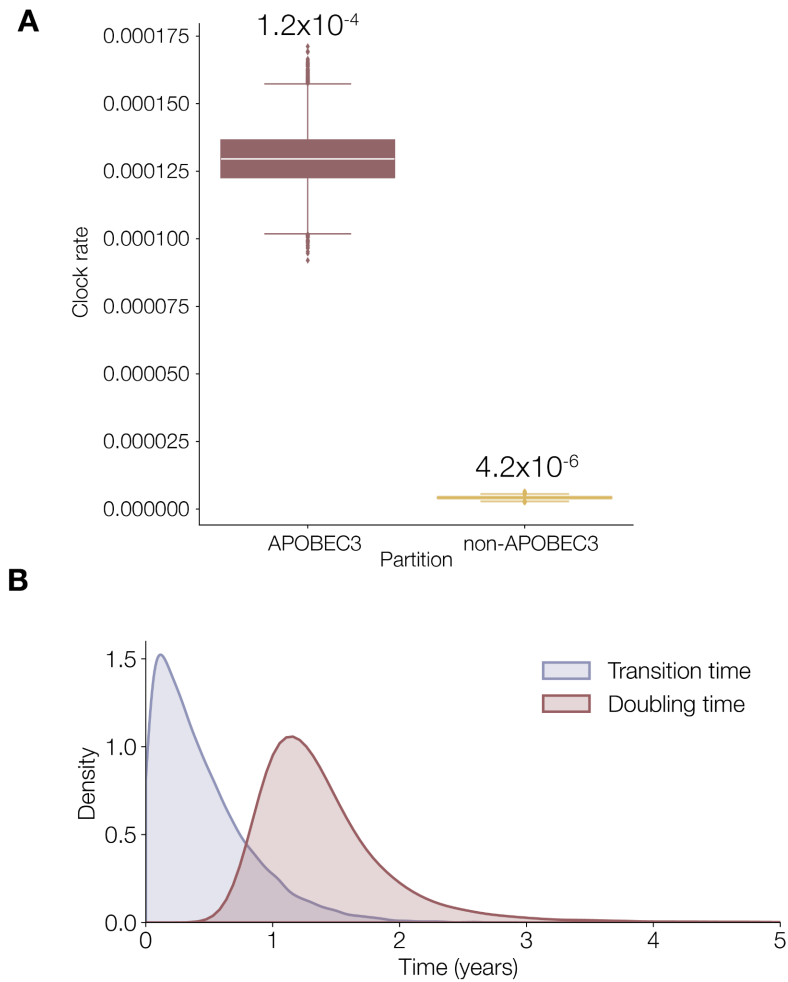 A
1.2x10-4
0.000175
0.000150
0.000125
0.000100
0.000075
0.000050
0.000025
0.000000
Clock rate
4.2x10-6
APOBEC3
non-APOBEC3
Partition
B
1.5
1.0
0.5
0.0
Density
Transition time
Doubling time
0 1 2 3 4 5
Time (years)